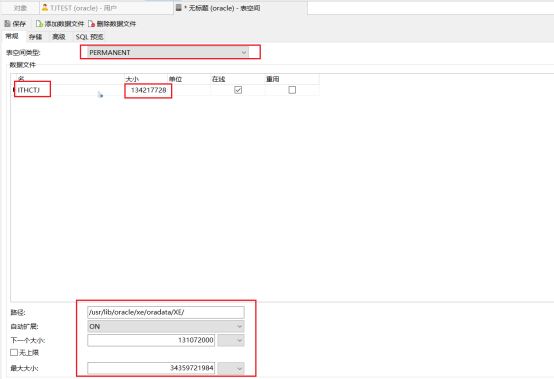 对象 TJTEST (oracle) - 用户 * 无标题 (oracle) - 表空间
保存 添加数据文件 删除数据文件
常规 存储 高级 SQL 预览
表空间类型: PERMANENT
数据文件
名 大小 单位 在线 重用
ITHCTJ 134217728
路径: /usr/lib/oracle/xe/oradata/XE/
自动扩展: ON
下一个大小: 131072000
无上限
最大大小: 34359721984